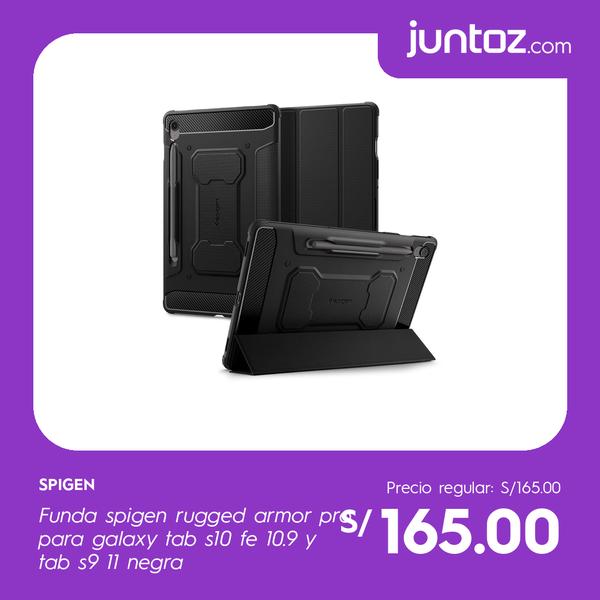 juntoz.com
SPIGEN
Funda spigen rugged armor pro
para galaxy tab s10 fe 10.9 y
tab s9 11 negra
Precio regular: S/165.00
S/ 165.00